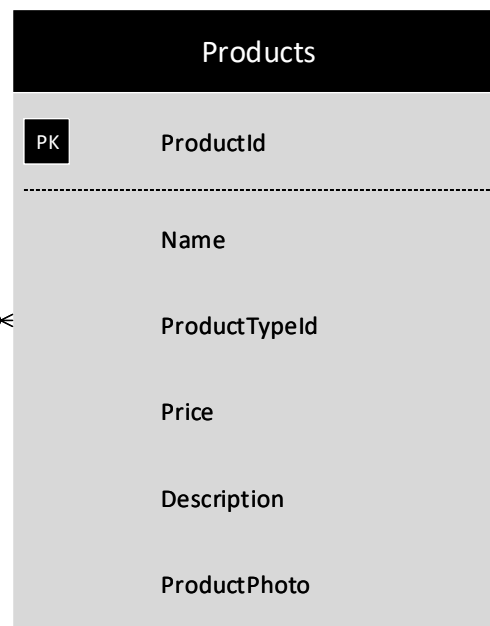 Products
PK ProductId
Name
ProductTypeId
Price
Description
ProductPhoto